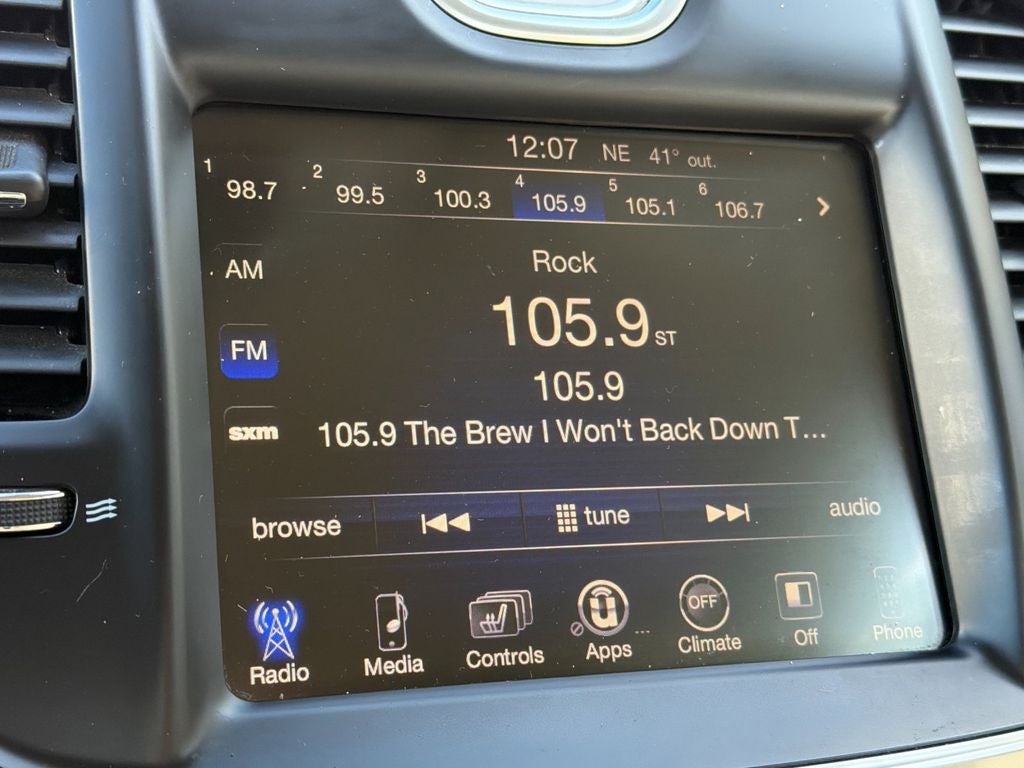 12:07 NE 41° out.
1 98.7 2 99.5 3 100.3 4 105.9 5 105.1 6 106.7
AM
Rock
105.9 ST
FM
105.9
sxm
105.9 The Brew I Won't Back Down T...
browse tune audio
OFF
Radio Media Controls Apps ... Climate Off Phone